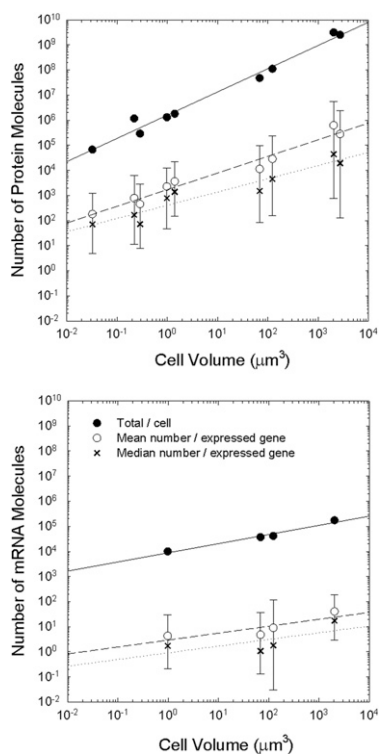 10^10
10^9
10^8
10^7
10^6
10^5
10^4
10^3
10^2
10^1
10^0
10^-1
10^-2
Number of Protein Molecules
10^-2 10^-1 10^0 10^1 10^2 10^3 10^4
Cell Volume (μm^3)
10^10
10^9
10^8
10^7
10^6
10^5
10^4
10^3
10^2
10^1
10^0
10^-1
10^-2
Number of mRNA Molecules
Total / cell
Mean number / expressed gene
Median number / expressed gene
10^-2 10^-1 10^0 10^1 10^2 10^3 10^4
Cell Volume (μm^3)